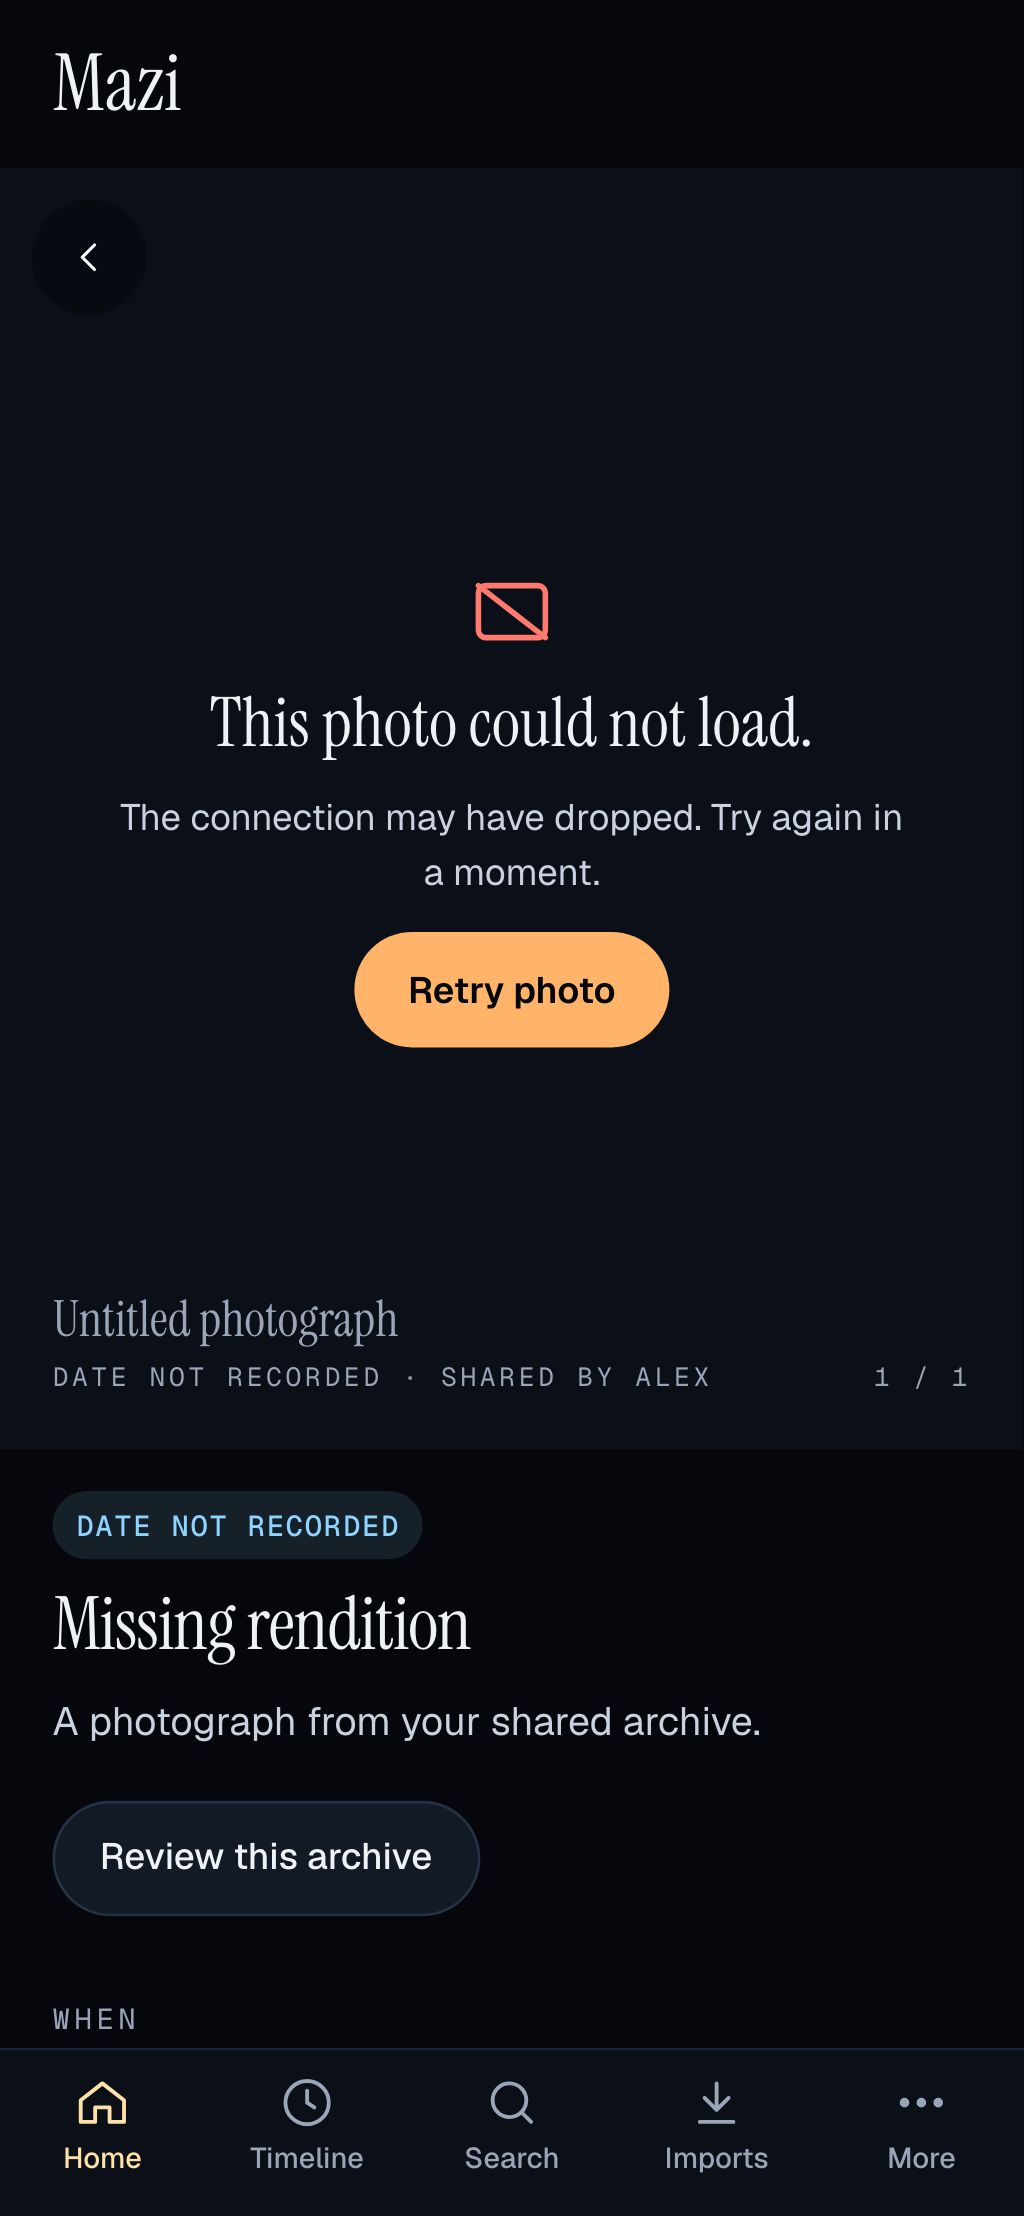 Mazi
This photo could not load.
The connection may have dropped. Try again in
a moment.
Retry photo
Untitled photograph
DATE NOT RECORDED · SHARED BY ALEX 1 / 1
DATE NOT RECORDED
Missing rendition
A photograph from your shared archive.
Review this archive
WHEN
Home Timeline Search Imports More